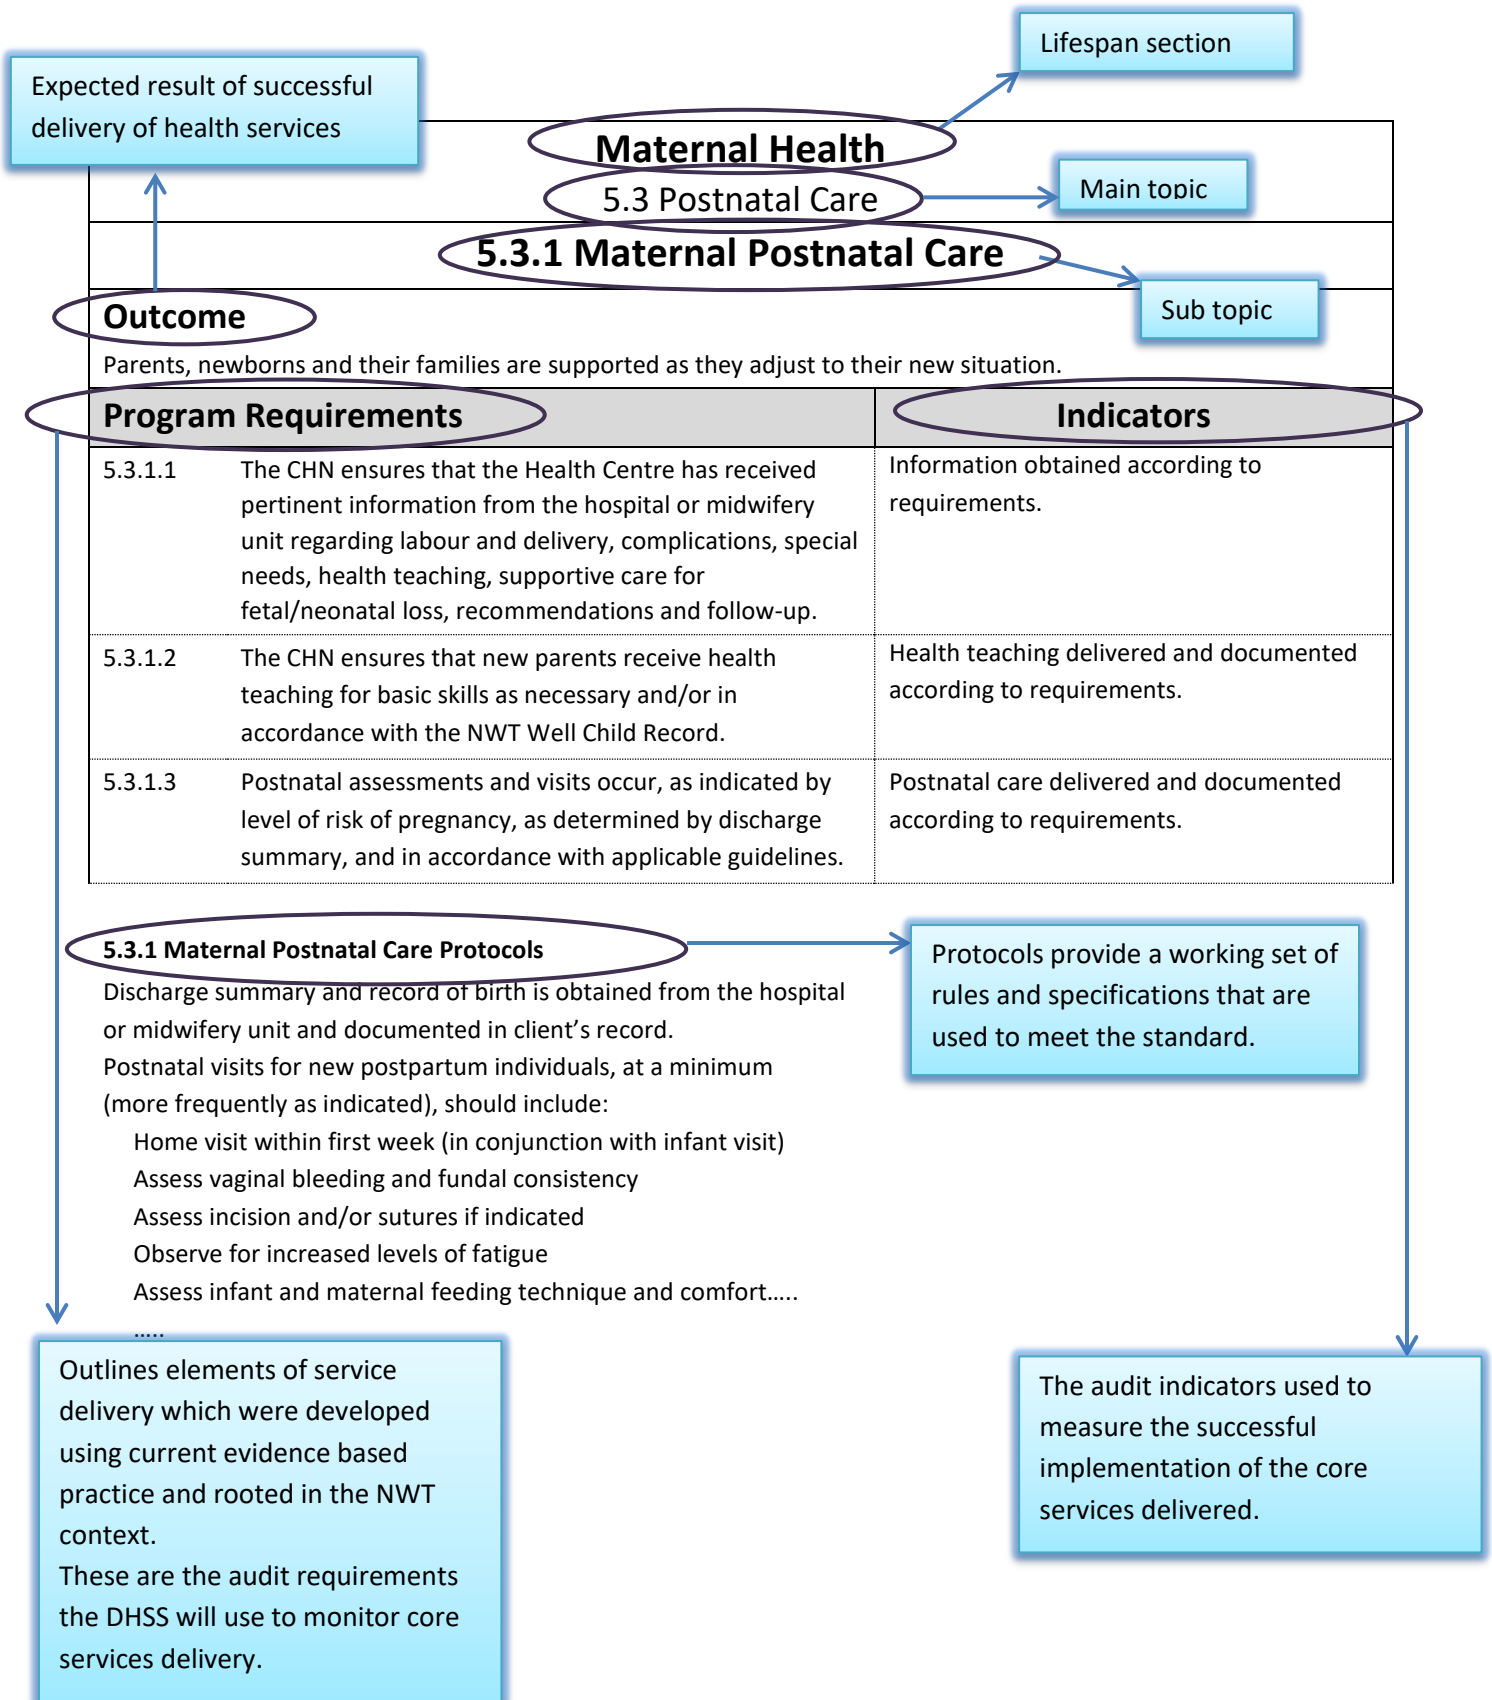 Lifespan section
Expected result of successful
delivery of health services
Maternal Health
5.3 Postnatal Care
Main topic
5.3.1 Maternal Postnatal Care
Sub topic
Outcome
Parents, newborns and their families are supported as they adjust to their new situation.
Program Requirements
Indicators
5.3.1.1 The CHN ensures that the Health Centre has received
pertinent information from the hospital or midwifery
unit regarding labour and delivery, complications, special
needs, health teaching, supportive care for
fetal/neonatal loss, recommendations and follow-up.
Information obtained according to
requirements.
5.3.1.2 The CHN ensures that new parents receive health
teaching for basic skills as necessary and/or in
accordance with the NWT Well Child Record.
Health teaching delivered and documented
according to requirements.
5.3.1.3 Postnatal assessments and visits occur, as indicated by
level of risk of pregnancy, as determined by discharge
summary, and in accordance with applicable guidelines.
Postnatal care delivered and documented
according to requirements.
5.3.1 Maternal Postnatal Care Protocols
Discharge summary and record of birth is obtained from the hospital
or midwifery unit and documented in client’s record.
Postnatal visits for new postpartum individuals, at a minimum
(more frequently as indicated), should include:
Home visit within first week (in conjunction with infant visit)
Assess vaginal bleeding and fundal consistency
Assess incision and/or sutures if indicated
Observe for increased levels of fatigue
Assess infant and maternal feeding technique and comfort…..
…..
Protocols provide a working set of
rules and specifications that are
used to meet the standard.
Outlines elements of service
delivery which were developed
using current evidence based
practice and rooted in the NWT
context.
These are the audit requirements
the DHSS will use to monitor core
services delivery.
The audit indicators used to
measure the successful
implementation of the core
services delivered.